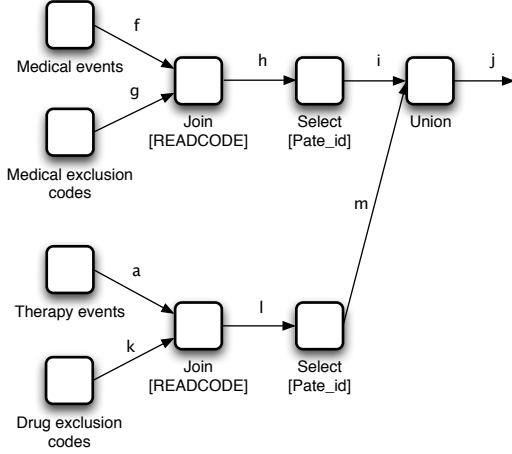 f
Medical events
g
h
i
j
Join
[READCODE]
Select
[Pate_id]
Union
Medical exclusion
codes
m
a
Therapy events
k
l
Join
[READCODE]
Select
[Pate_id]
Drug exclusion
codes